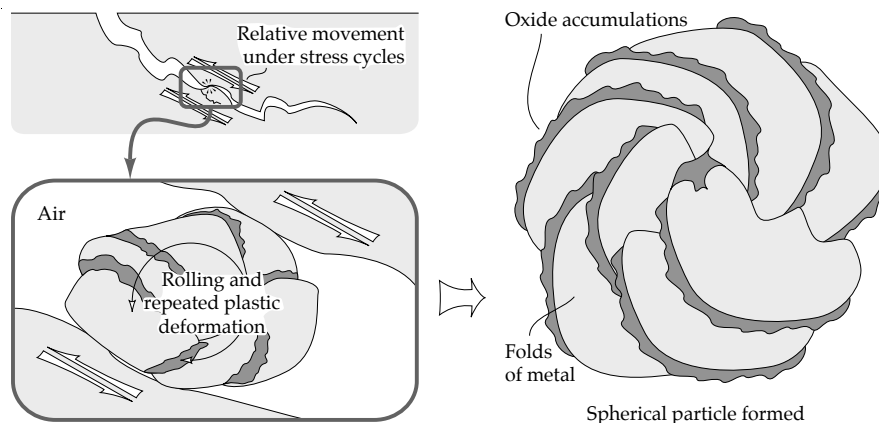 Relative movement
under stress cycles
Air
Rolling and
repeated plastic
deformation
Oxide accumulations
Folds
of metal
Spherical particle formed